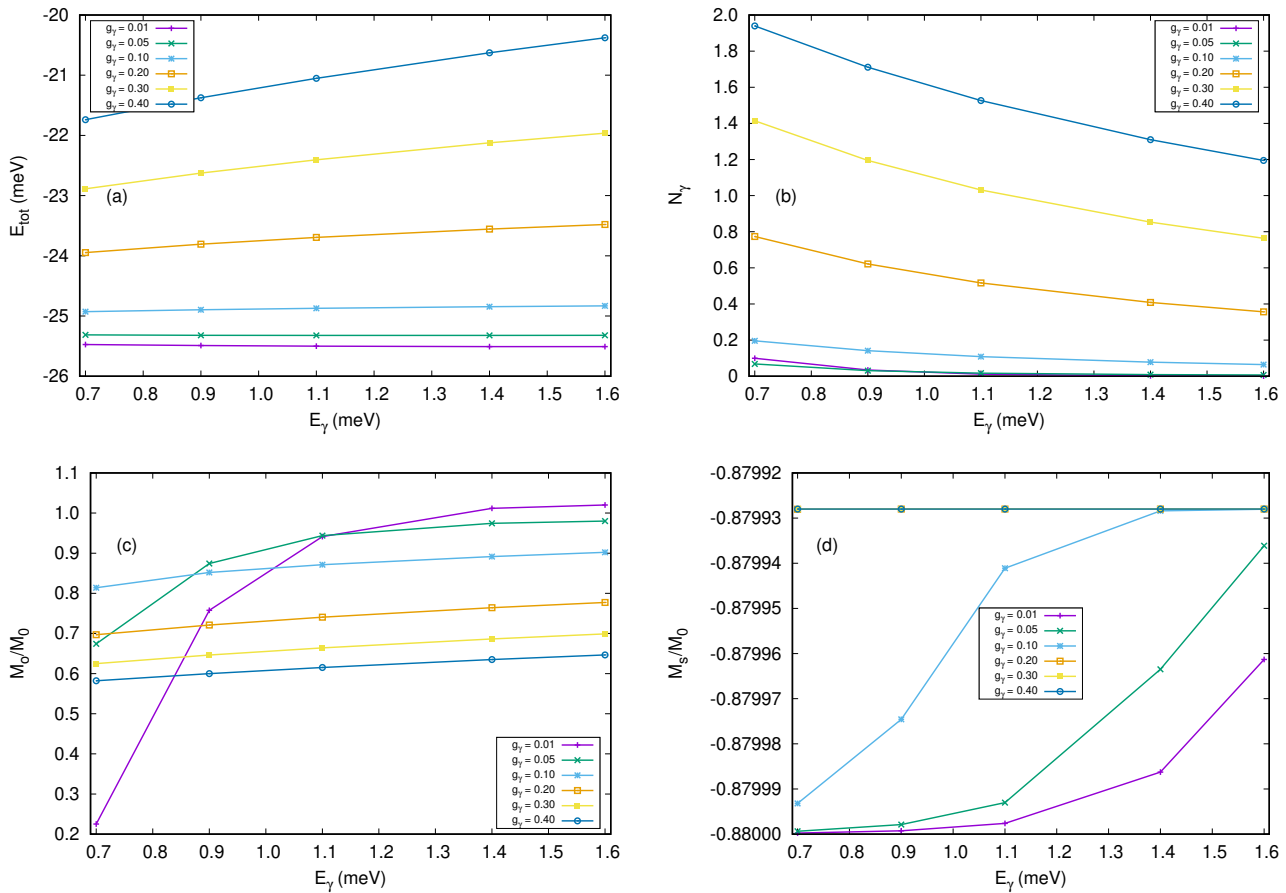 -20
-21
-22
-23
-24
-25
-26
E_tot (meV)
g_γ = 0.01
g_γ = 0.05
g_γ = 0.10
g_γ = 0.20
g_γ = 0.30
g_γ = 0.40
(a)
0.7 0.8 0.9 1.0 1.1 1.2 1.3 1.4 1.5 1.6
E_γ (meV)
2.0
1.8
1.6
1.4
1.2
1.0
0.8
0.6
0.4
0.2
0
N_γ
g_γ = 0.01
g_γ = 0.05
g_γ = 0.10
g_γ = 0.20
g_γ = 0.30
g_γ = 0.40
(b)
0.7 0.8 0.9 1.0 1.1 1.2 1.3 1.4 1.5 1.6
E_γ (meV)
1.1
1.0
0.9
0.8
0.7
0.6
0.5
0.4
0.3
0.2
M_o/M_0
(c)
g_γ = 0.01
g_γ = 0.05
g_γ = 0.10
g_γ = 0.20
g_γ = 0.30
g_γ = 0.40
0.7 0.8 0.9 1.0 1.1 1.2 1.3 1.4 1.5 1.6
E_γ (meV)
-0.87992
-0.87993
-0.87994
-0.87995
-0.87996
-0.87997
-0.87998
-0.87999
-0.88000
M_s/M_0
(d)
g_γ = 0.01
g_γ = 0.05
g_γ = 0.10
g_γ = 0.20
g_γ = 0.30
g_γ = 0.40
0.7 0.8 0.9 1.0 1.1 1.2 1.3 1.4 1.5 1.6
E_γ (meV)